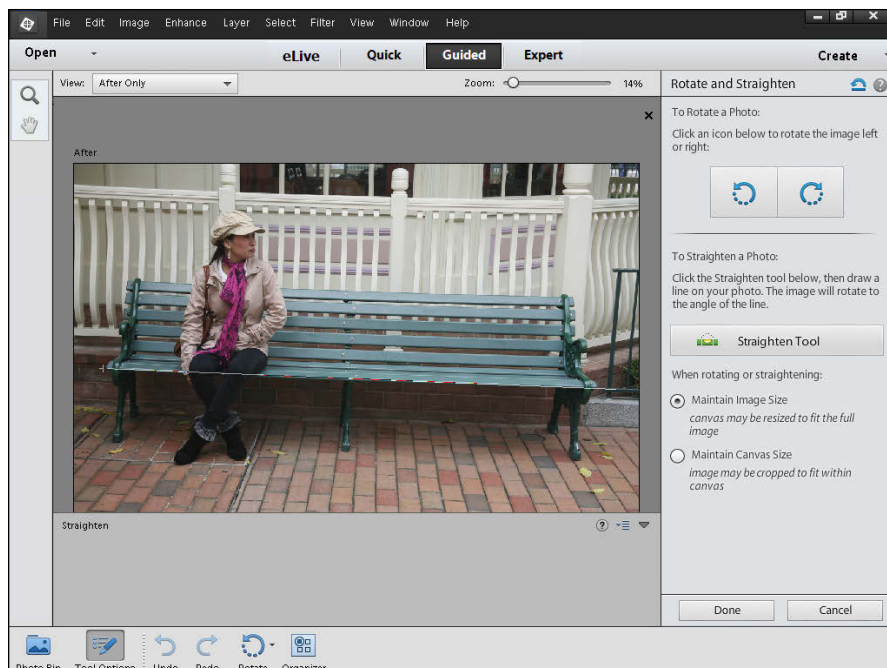 File Edit Image Enhance Layer Select Filter View Window Help
Open eLive Quick Guided Expert Create
View: After Only Zoom: 14%
After
Straighten
Rotate and Straighten
To Rotate a Photo:
Click an icon below to rotate the image left
or right:
To Straighten a Photo:
Click the Straighten tool below, then draw a
line on your photo. The image will rotate to
the angle of the line.
Straighten Tool
When rotating or straightening:
Maintain Image Size
canvas may be resized to fit the full
image
Maintain Canvas Size
image may be cropped to fit within
canvas
Done Cancel
Photo Bin Tool Options Undo Redo Rotate Organizer